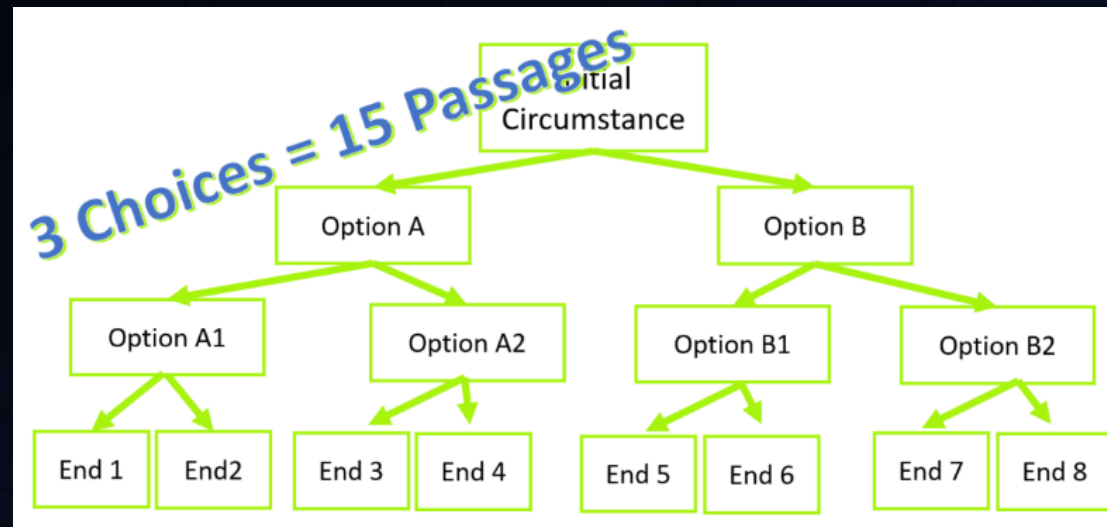 3 Choices = 15 Passages
Circumstance
Option A
Option B
Option A1
Option A2
Option B1
Option B2
End 1
End2
End 3
End 4
End 5
End 6
End 7
End 8